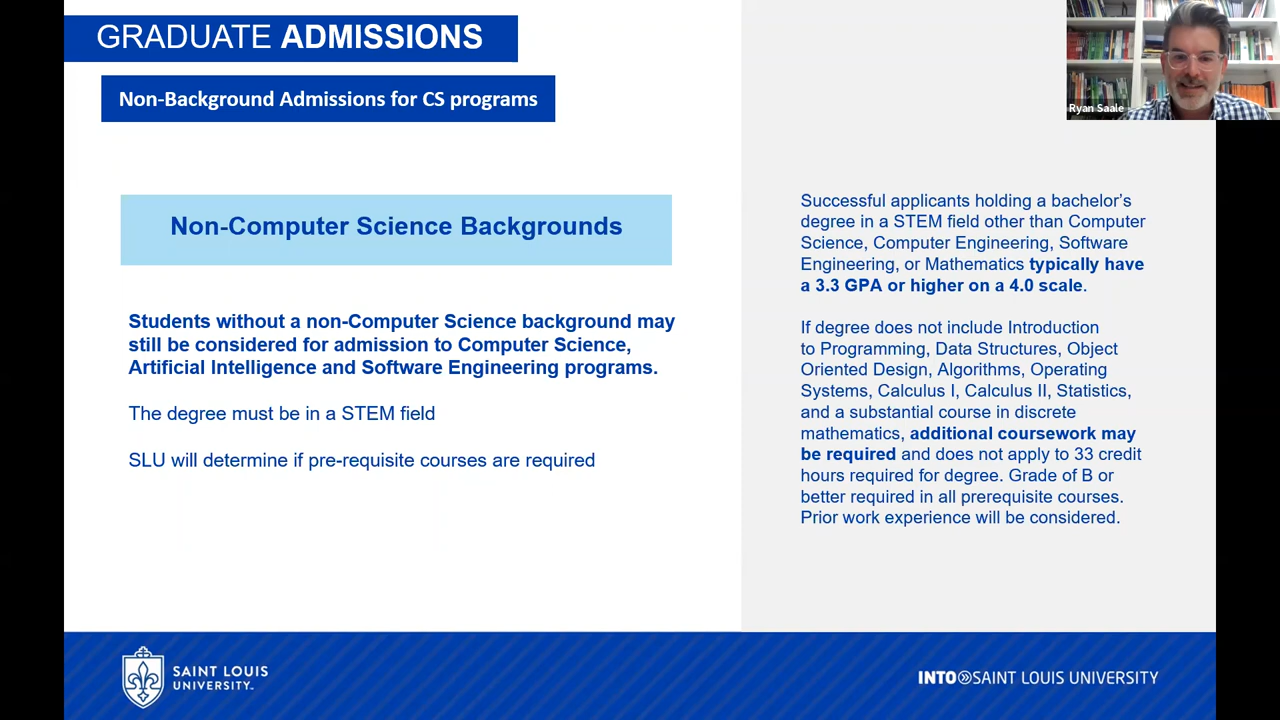 GRADUATE ADMISSIONS
Non-Background Admissions for CS programs
Ryan Saale
Non-Computer Science Backgrounds
Students without a non-Computer Science background may
still be considered for admission to Computer Science,
Artificial Intelligence and Software Engineering programs.
The degree must be in a STEM field
SLU will determine if pre-requisite courses are required
Successful applicants holding a bachelor's
degree in a STEM field other than Computer
Science, Computer Engineering, Software
Engineering, or Mathematics typically have
a 3.3 GPA or higher on a 4.0 scale.
If degree does not include Introduction
to Programming, Data Structures, Object
Oriented Design, Algorithms, Operating
Systems, Calculus I, Calculus II, Statistics,
and a substantial course in discrete
mathematics, additional coursework may
be required and does not apply to 33 credit
hours required for degree. Grade of B or
better required in all prerequisite courses.
Prior work experience will be considered.
SAINT LOUIS
UNIVERSITY™
INTO SAINT LOUIS UNIVERSITY